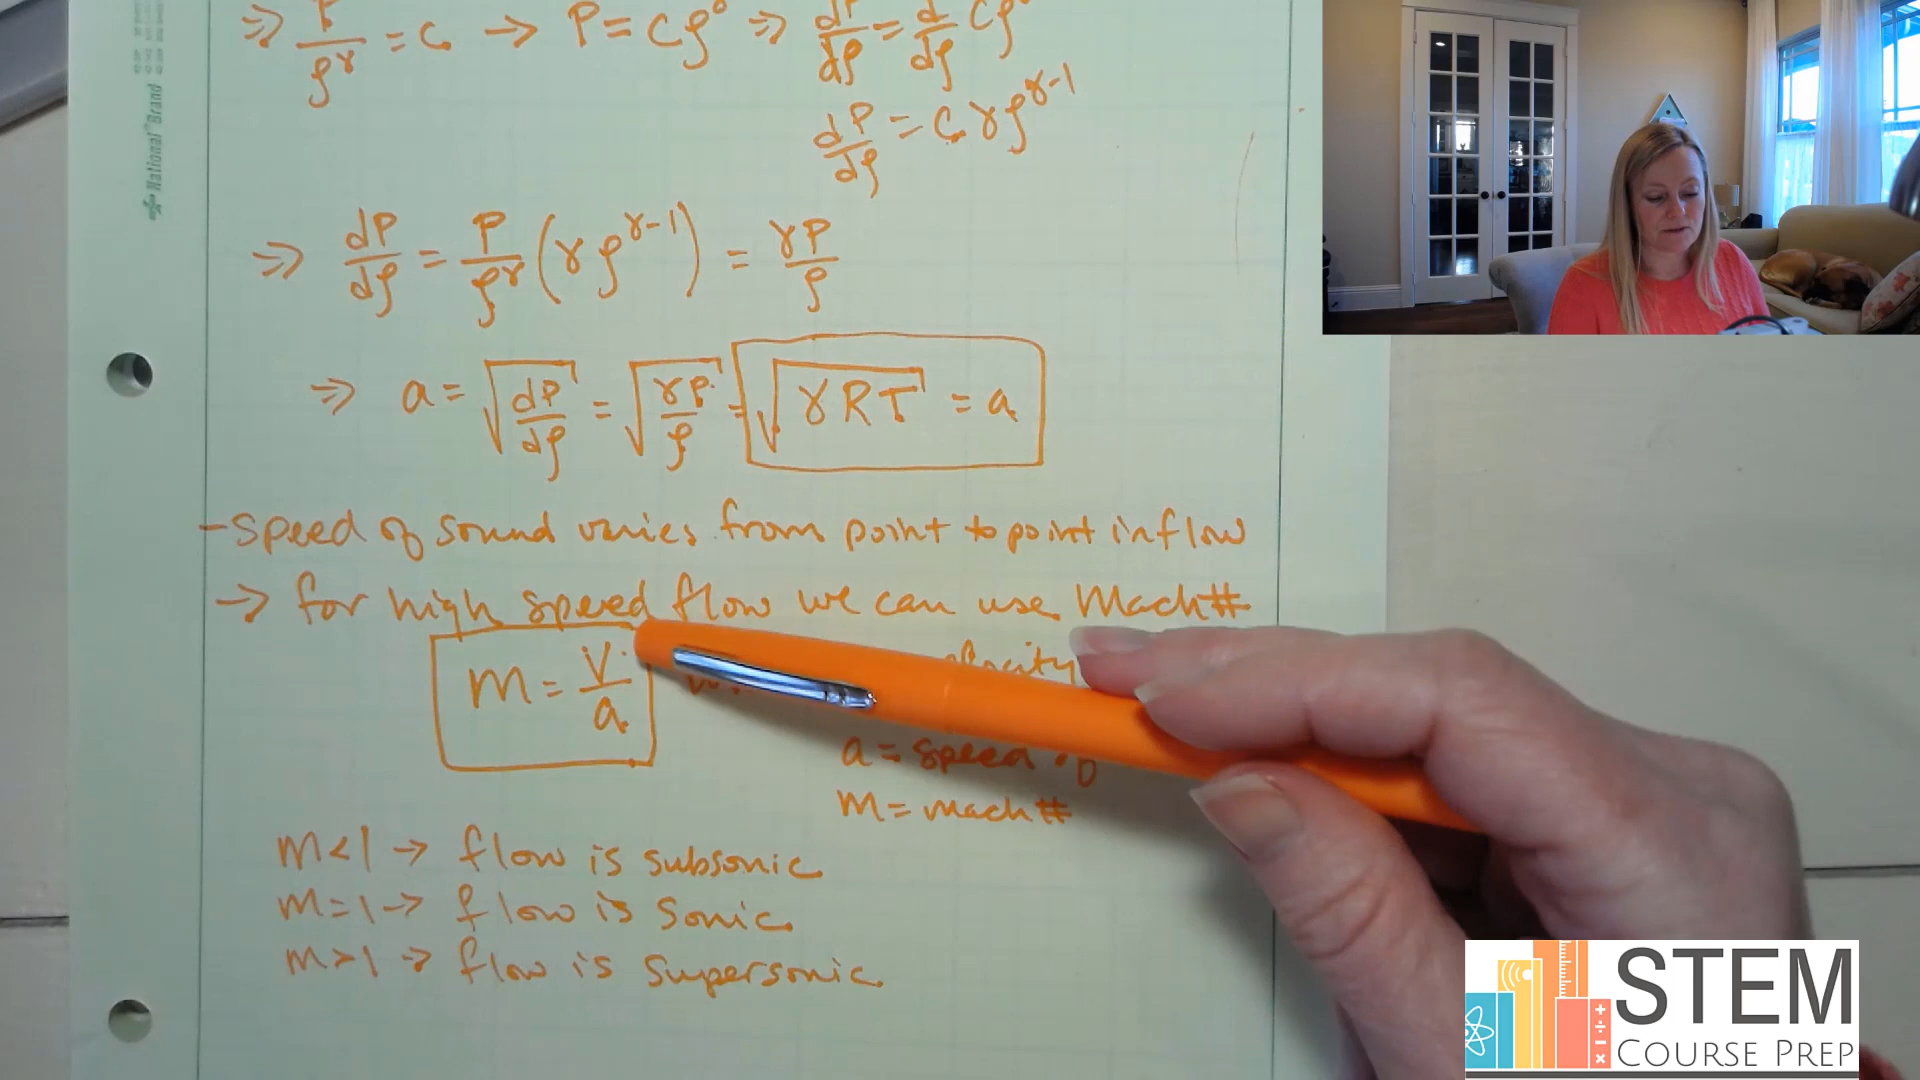 ⇒ P/ρ^γ = c → P = cρ^γ ⇒ dP/dρ = d/dρ cρ^γ
dP/dρ = cγρ^γ-1
⇒ dP/dρ = P/ρ^γ (γρ^γ-1) = γP/ρ
⇒ a = √dP/dρ = √γP/ρ = √γRT = a
- speed of sound varies from point to point in flow
→ for high speed flow we can use Mach#
M = V/a
a = speed of
M = mach#
M<1 → flow is subsonic
M=1 → flow is sonic
M>1 → flow is supersonic
National Brand
STEM
COURSE PREP